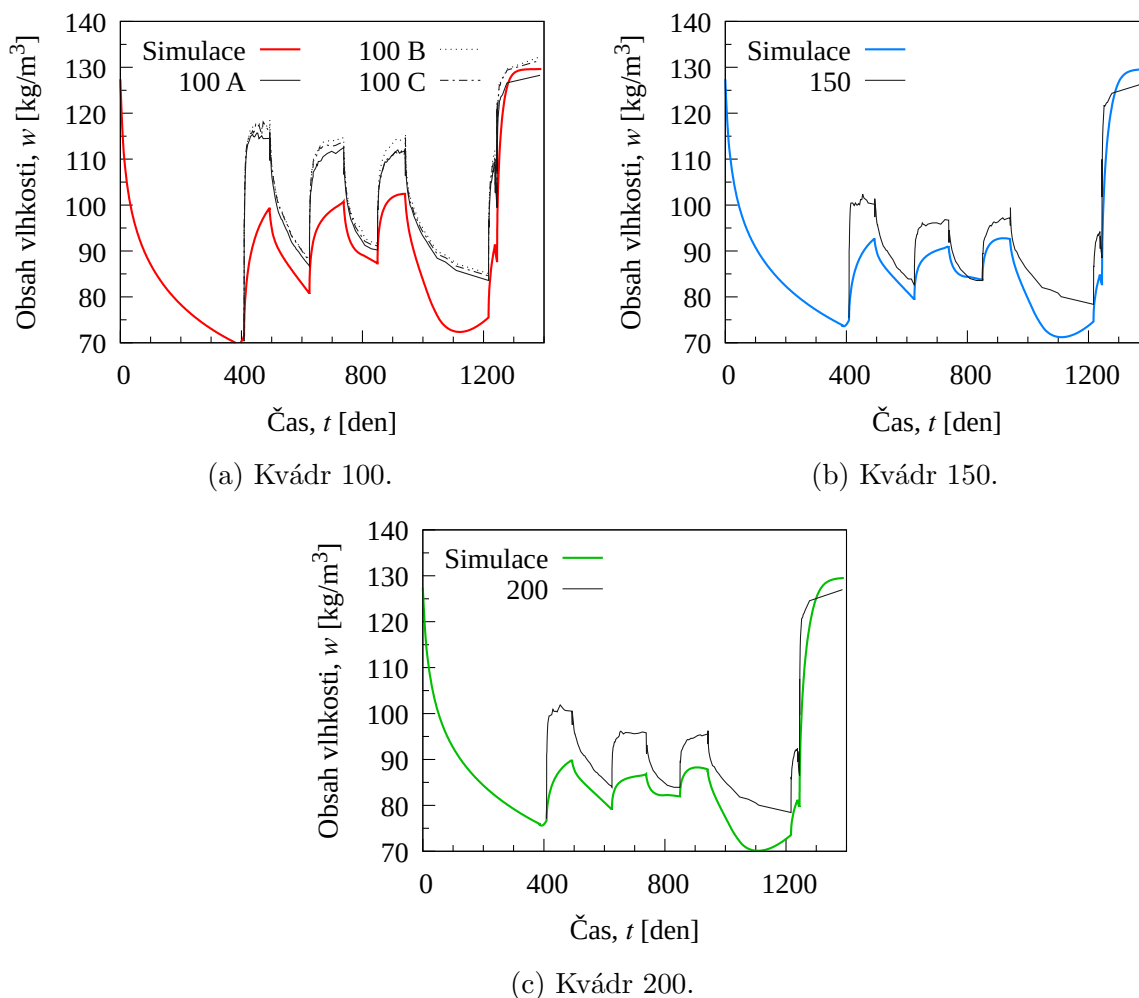 140
130
120
110
100
90
80
70
Obsah vlhkosti, w [kg/m³]
Simulace
100 A
100 B
100 C
0 400 800 1200
Čas, t [den]
(a) Kvádr 100.
140
130
120
110
100
90
80
70
Obsah vlhkosti, w [kg/m³]
Simulace
150
0 400 800 1200
Čas, t [den]
(b) Kvádr 150.
140
130
120
110
100
90
80
70
Obsah vlhkosti, w [kg/m³]
Simulace
200
0 400 800 1200
Čas, t [den]
(c) Kvádr 200.